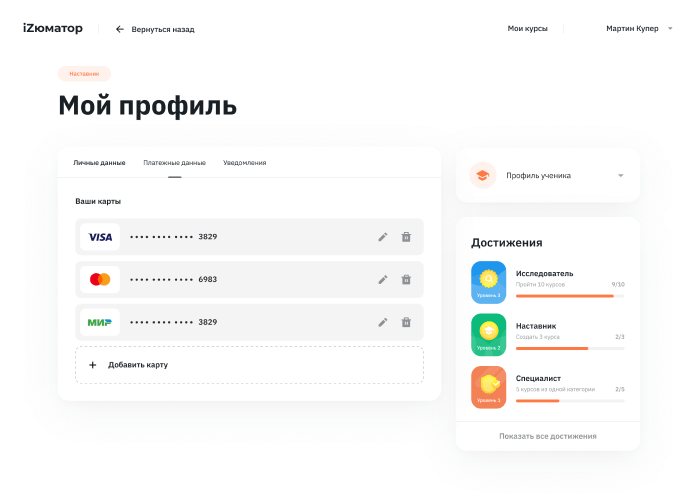 iZюматор
Вернуться назад
Мои курсы
Мартин Купер
Наставник
Мой профиль
Личные данные
Платежные данные
Уведомления
Ваши карты
VISA
•••• •••• •••• 3829
•••• •••• •••• 6983
МИР
•••• •••• •••• 3829
+ Добавить карту
Профиль ученика
Достижения
Исследователь
Пройти 10 курсов
9/10
Уровень 3
Наставник
Создать 3 курса
2/3
Уровень 2
Специалист
5 курсов из одной категории
2/5
Уровень 1
Показать все достижения